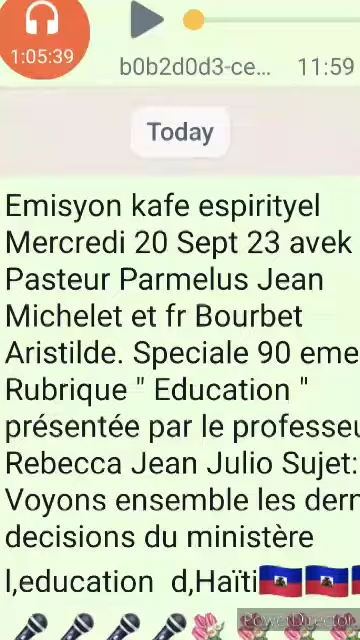 1:05:39
b0b2d0d3-ce... 11:59
Today
Emisyon kafe espirityel
Mercredi 20 Sept 23 avek
Pasteur Parmelus Jean
Michelet et fr Bourbet
Aristilde. Speciale 90 eme
Rubrique " Education "
présentée par le professeu
Rebecca Jean Julio Sujet:
Voyons ensemble les dern
decisions du ministère
l,education d,Haïti🇭🇹🇭🇹
🎤🎤🎤🎤🌷 PowerDirector